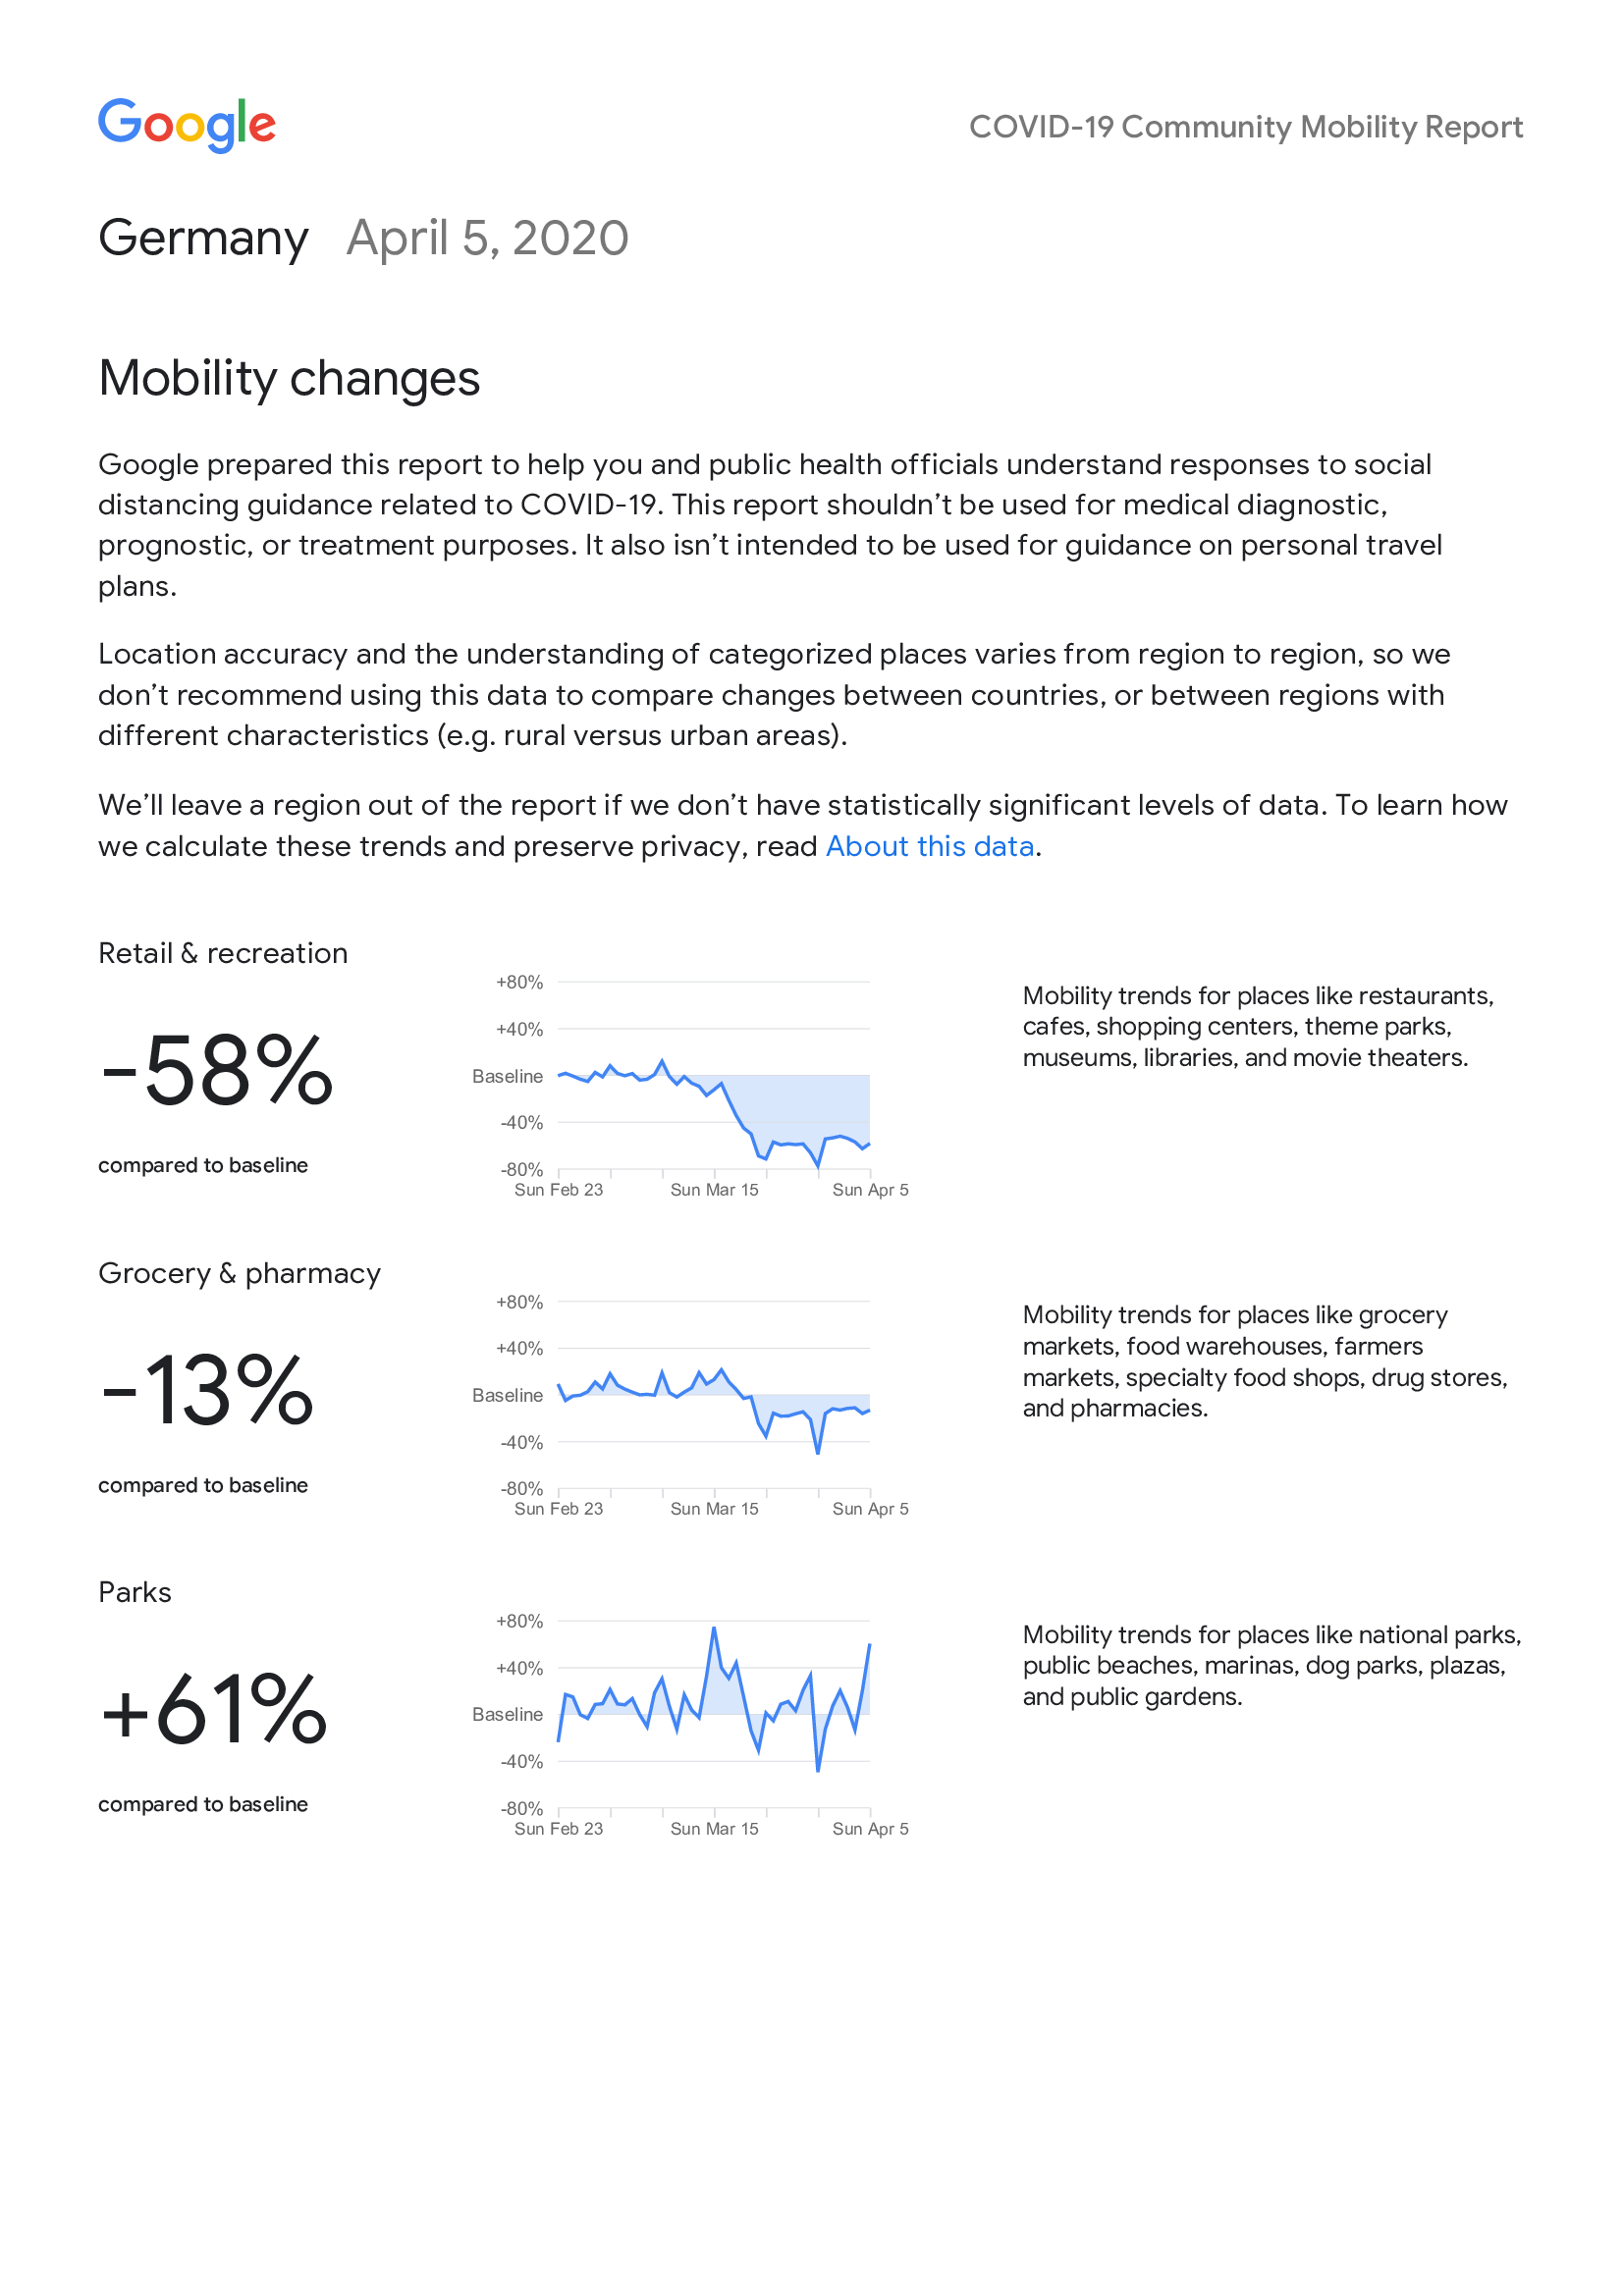 Google
COVID-19 Community Mobility Report
Germany April 5, 2020
Mobility changes
Google prepared this report to help you and public health officials understand responses to social
distancing guidance related to COVID-19. This report shouldn’t be used for medical diagnostic,
prognostic, or treatment purposes. It also isn’t intended to be used for guidance on personal travel
plans.
Location accuracy and the understanding of categorized places varies from region to region, so we
don’t recommend using this data to compare changes between countries, or between regions with
different characteristics (e.g. rural versus urban areas).
We’ll leave a region out of the report if we don’t have statistically significant levels of data. To learn how
we calculate these trends and preserve privacy, read About this data.
Retail & recreation
-58%
compared to baseline
+80%
+40%
Baseline
-40%
-80%
Sun Feb 23 Sun Mar 15 Sun Apr 5
Mobility trends for places like restaurants,
cafes, shopping centers, theme parks,
museums, libraries, and movie theaters.
Grocery & pharmacy
-13%
compared to baseline
+80%
+40%
Baseline
-40%
-80%
Sun Feb 23 Sun Mar 15 Sun Apr 5
Mobility trends for places like grocery
markets, food warehouses, farmers
markets, specialty food shops, drug stores,
and pharmacies.
Parks
+61%
compared to baseline
+80%
+40%
Baseline
-40%
-80%
Sun Feb 23 Sun Mar 15 Sun Apr 5
Mobility trends for places like national parks,
public beaches, marinas, dog parks, plazas,
and public gardens.